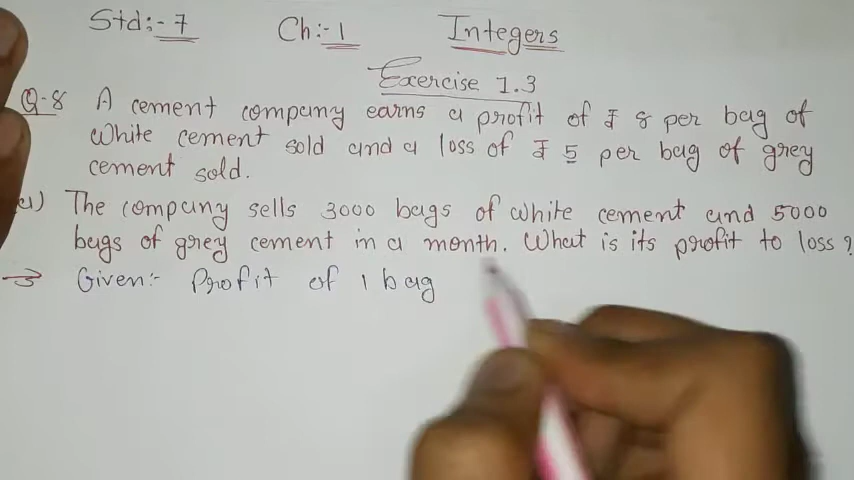 Std:- 7 Ch:- 1 Integers
Exercise 1.3
Q-8 A cement company earns a profit of ₹ 8 per bag of
White cement sold and a loss of ₹ 5 per bag of grey
cement sold.
a) The company sells 3000 bags of white cement and 5000
bags of grey cement in a month. What is its profit to loss?
→ Given:- Profit of 1 bag